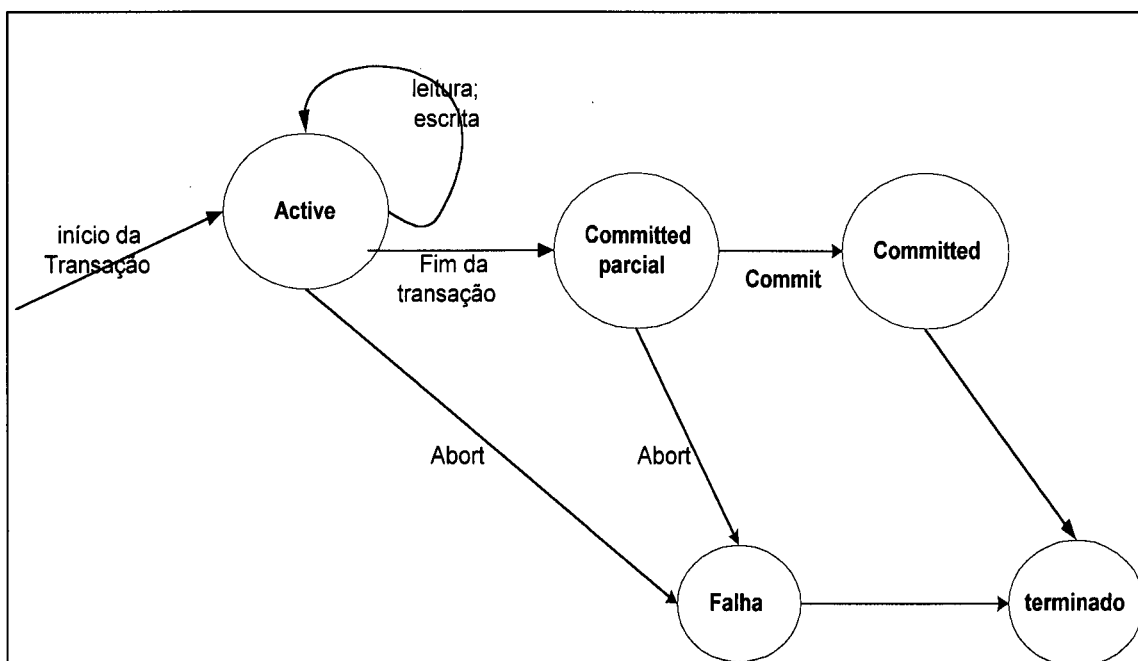 leitura;
escrita
Active
início da
Transação
Fim da
transação
Committed
parcial
Commit
Committed
Abort
Abort
Falha
terminado